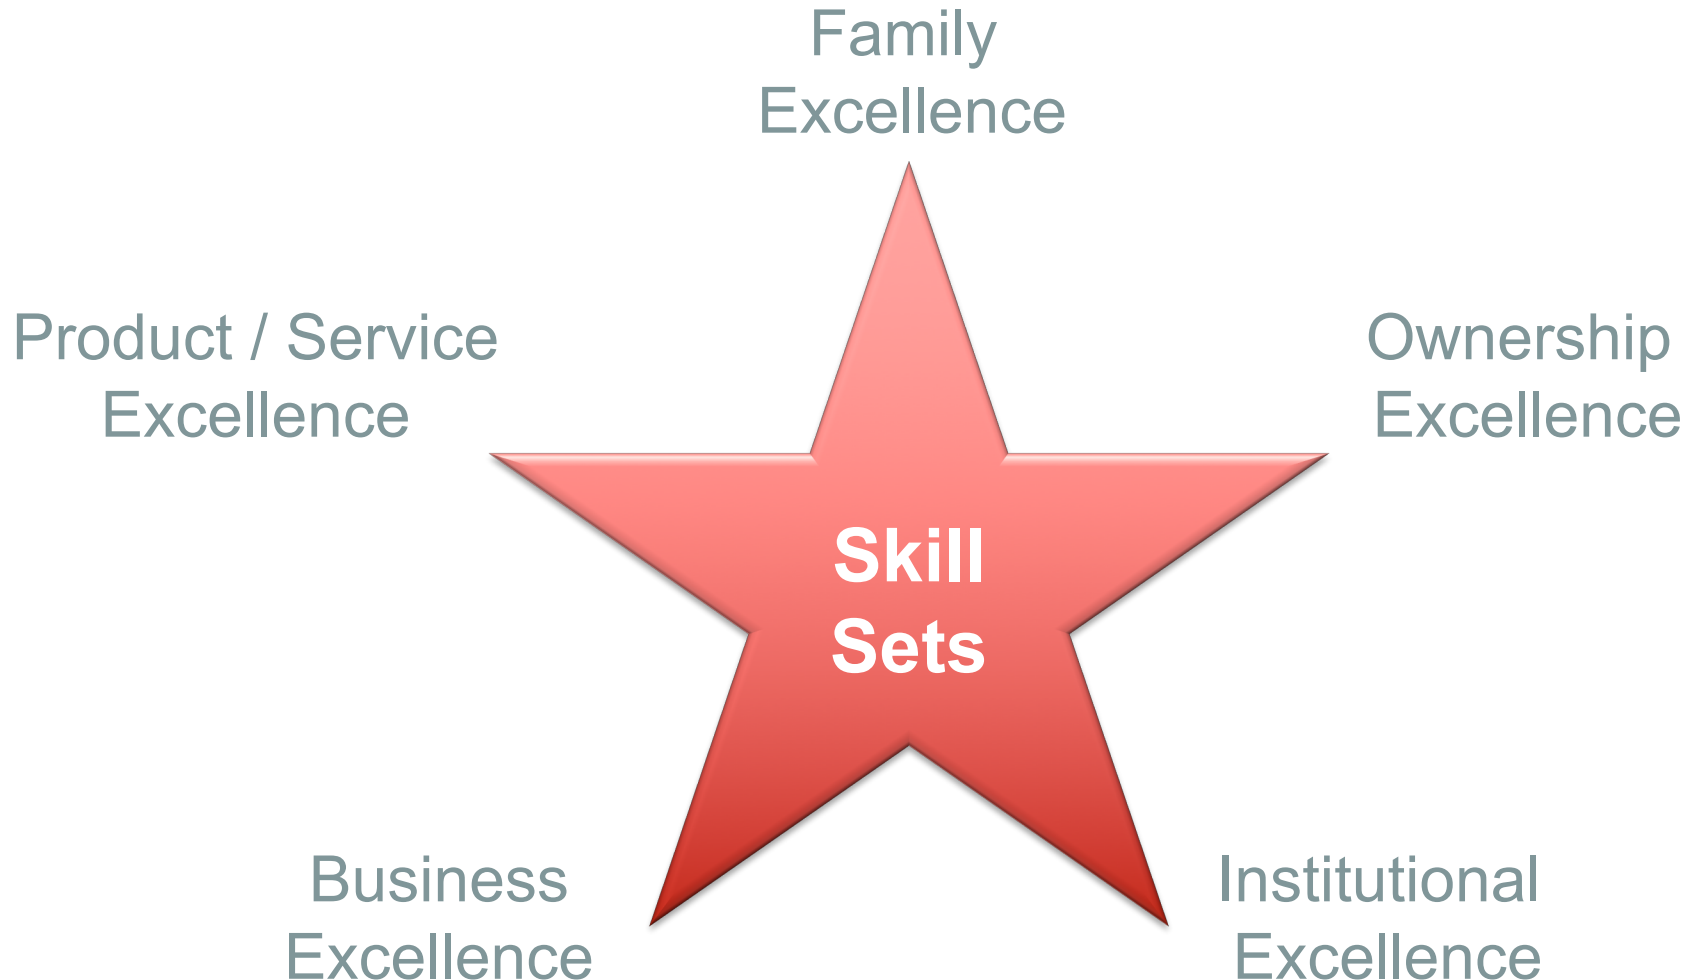 Family
Excellence
Product / Service
Excellence
Ownership
Excellence
Skill
Sets
Business
Excellence
Institutional
Excellence